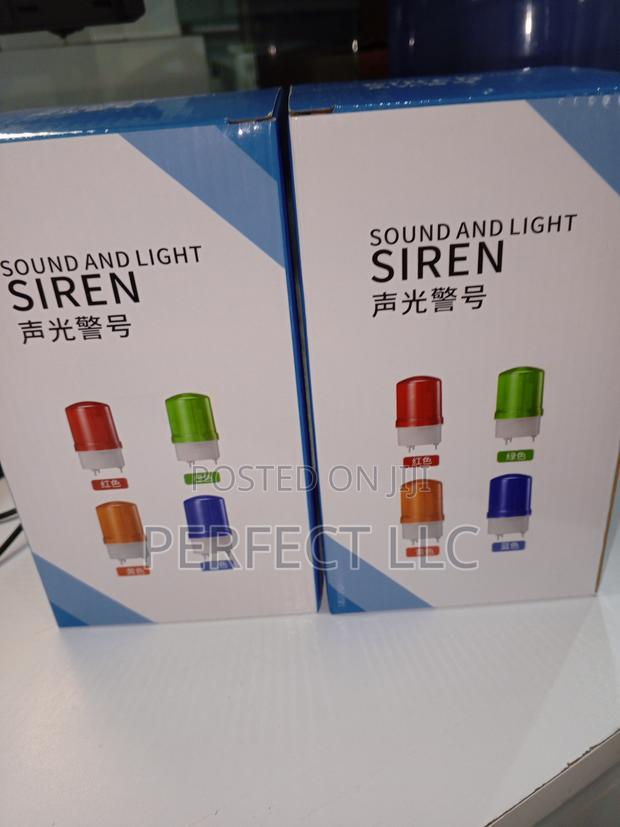 SOUND AND LIGHT
SIREN
声光警号
红色
黄色
SOUND AND LIGHT
SIREN
声光警号
红色
绿色
蓝色
POSTED ON JIJI
PERFECT LLC